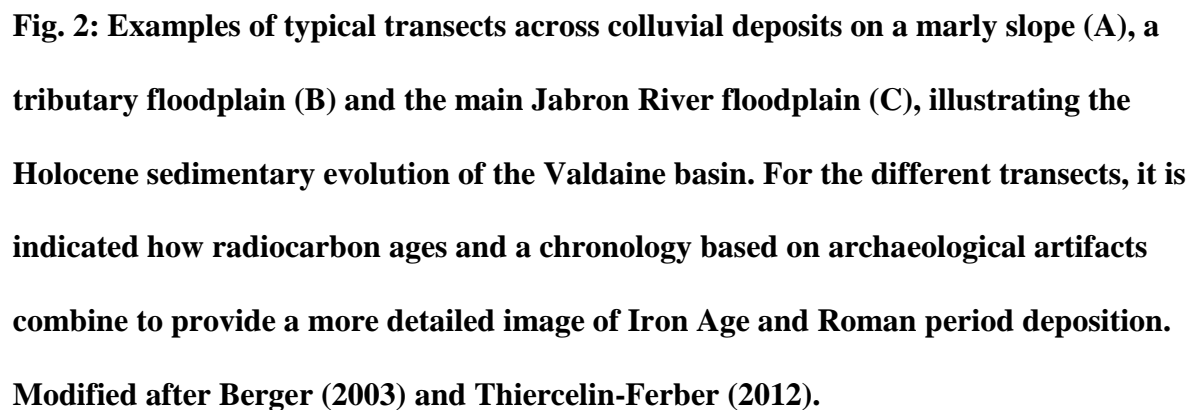 Fig. 2: Examples of typical transects across colluvial deposits on a marly slope (A), a
tributary floodplain (B) and the main Jabron River floodplain (C), illustrating the
Holocene sedimentary evolution of the Valdaine basin. For the different transects, it is
indicated how radiocarbon ages and a chronology based on archaeological artifacts
combine to provide a more detailed image of Iron Age and Roman period deposition.
Modified after Berger (2003) and Thiercelin-Ferber (2012).